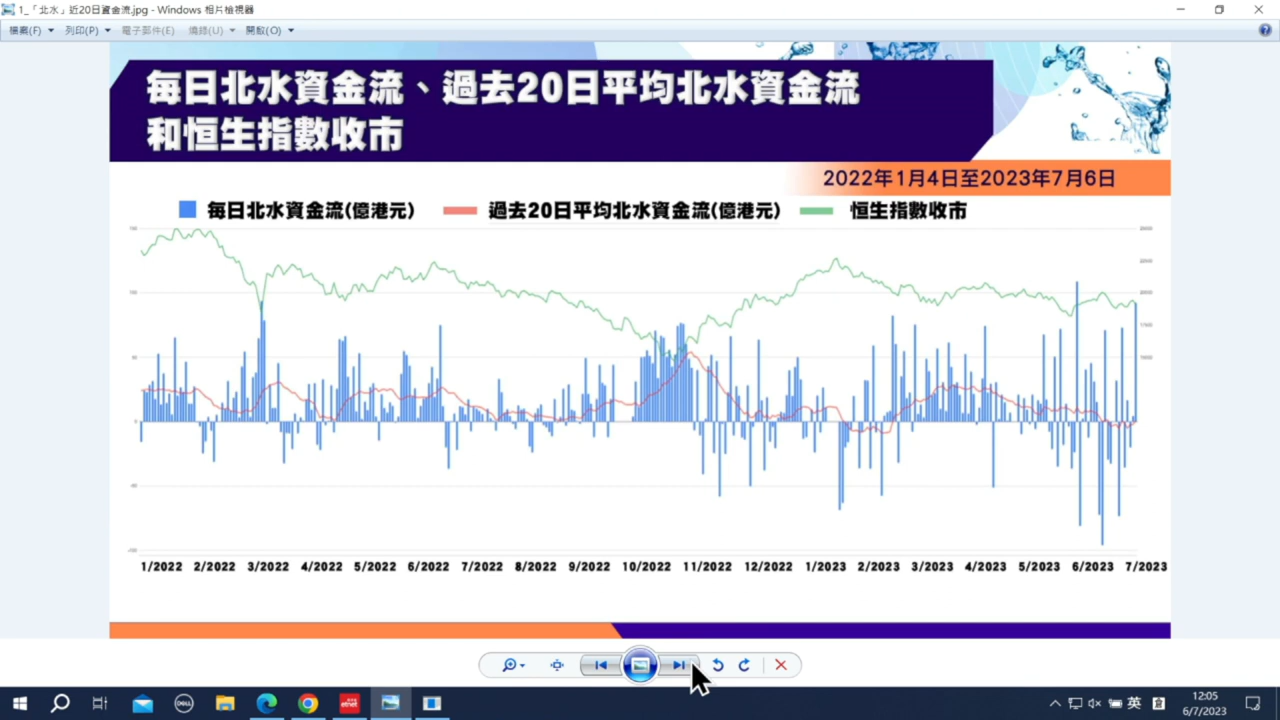 1_「北水」近20日資金流.jpg - Windows 相片檢視器
檔案(F) 列印(P) 電子郵件(E) 燒錄(U) 開啟(O)
每日北水資金流、過去20日平均北水資金流
和恒生指數收市
2022年1月4日至2023年7月6日
每日北水資金流(億港元) 過去20日平均北水資金流(億港元) 恒生指數收市
1/2022 2/2022 3/2022 4/2022 5/2022 6/2022 7/2022 8/2022 9/2022 10/2022 11/2022 12/2022 1/2023 2/2023 3/2023 4/2023 5/2023 6/2023 7/2023
DELL
etnet
英
12:05
6/7/2023